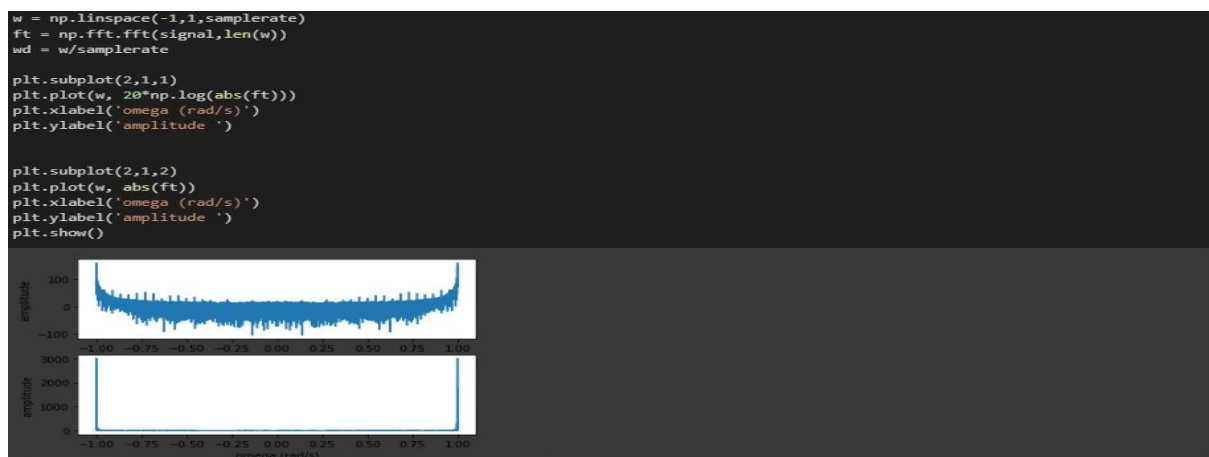 w = np.linspace(-1,1,samplerate)
ft = np.fft.fft(signal,len(w))
wd = w/samplerate
plt.subplot(2,1,1)
plt.plot(w, 20*np.log(abs(ft)))
plt.xlabel('omega (rad/s)')
plt.ylabel('amplitude ')
plt.subplot(2,1,2)
plt.plot(w, abs(ft))
plt.xlabel('omega (rad/s)')
plt.ylabel('amplitude ')
plt.show()
amplitude
100
0
−100
−1.00 −0.75 −0.50 −0.25 0.00 0.25 0.50 0.75 1.00
amplitude
3000
2000
1000
0
−1.00 −0.75 −0.50 −0.25 0.00 0.25 0.50 0.75 1.00
omega (rad/s)